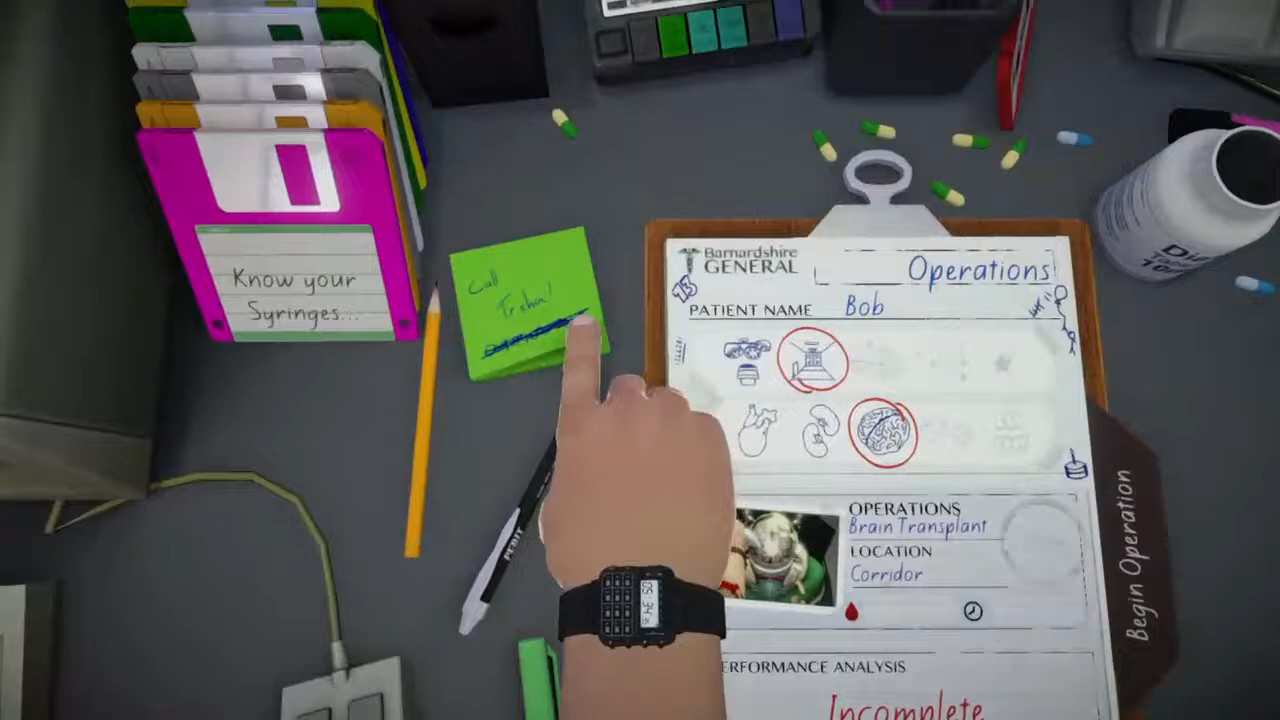 Know your
Syringes...
Call
Trisha!
Barnardshire
GENERAL
Operations
PATIENT NAME Bob
OPERATIONS
Brain Transplant
LOCATION
Corridor
ERFORMANCE ANALYSIS
Incomplete
Begin Operation